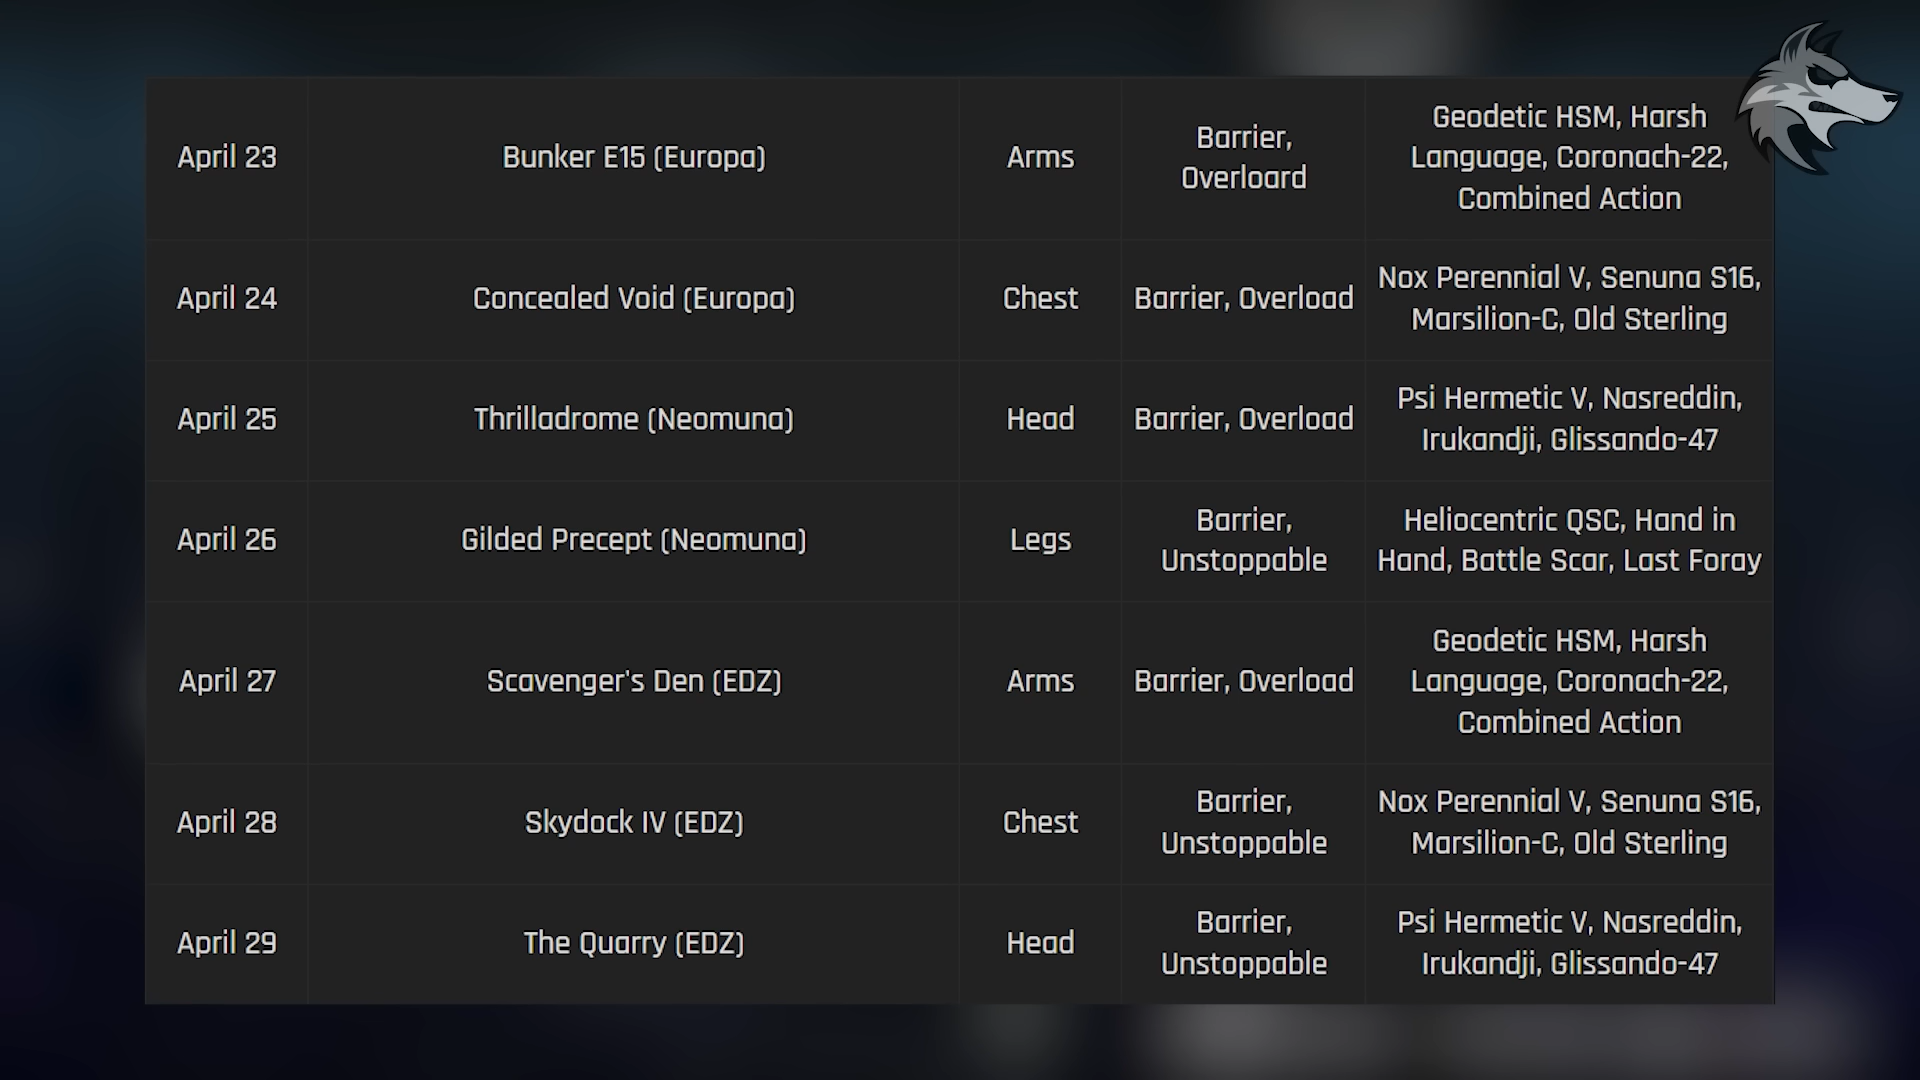 April 23
Bunker E15 (Europa)
Arms
Barrier,
Overloard
Geodetic HSM, Harsh
Language, Coronach-22,
Combined Action
April 24
Concealed Void (Europa)
Chest
Barrier, Overload
Nox Perennial V, Senuna S16,
Marsilion-C, Old Sterling
April 25
Thrilladrome (Neomuna)
Head
Barrier, Overload
Psi Hermetic V, Nasreddin,
Irukandji, Glissando-47
April 26
Gilded Precept (Neomuna)
Legs
Barrier,
Unstoppable
Heliocentric QSC, Hand in
Hand, Battle Scar, Last Foray
April 27
Scavenger's Den (EDZ)
Arms
Barrier, Overload
Geodetic HSM, Harsh
Language, Coronach-22,
Combined Action
April 28
Skydock IV (EDZ)
Chest
Barrier,
Unstoppable
Nox Perennial V, Senuna S16,
Marsilion-C, Old Sterling
April 29
The Quarry (EDZ)
Head
Barrier,
Unstoppable
Psi Hermetic V, Nasreddin,
Irukandji, Glissando-47